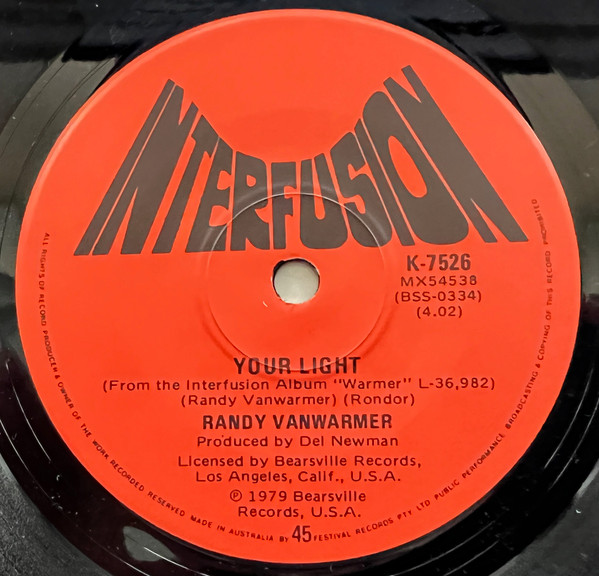 INTERFUSION
K-7526
MX54538
(BSS-0334)
(4.02)
YOUR LIGHT
(From the Interfusion Album "Warmer" L-36,982)
(Randy Vanwarmer) (Rondor)
RANDY VANWARMER
Produced by Del Newman
Licensed by Bearsville Records,
Los Angeles, Calif., U.S.A.
℗ 1979 Bearsville
Records, U.S.A.
45
ALL RIGHTS OF RECORD PRODUCER & OWNER OF THE WORK RECORDED RESERVED MADE IN AUSTRALIA BY FESTIVAL RECORDS PTY LTD PUBLIC PERFORMANCE BROADCASTING & COPYING OF THIS RECORD PROHIBITED